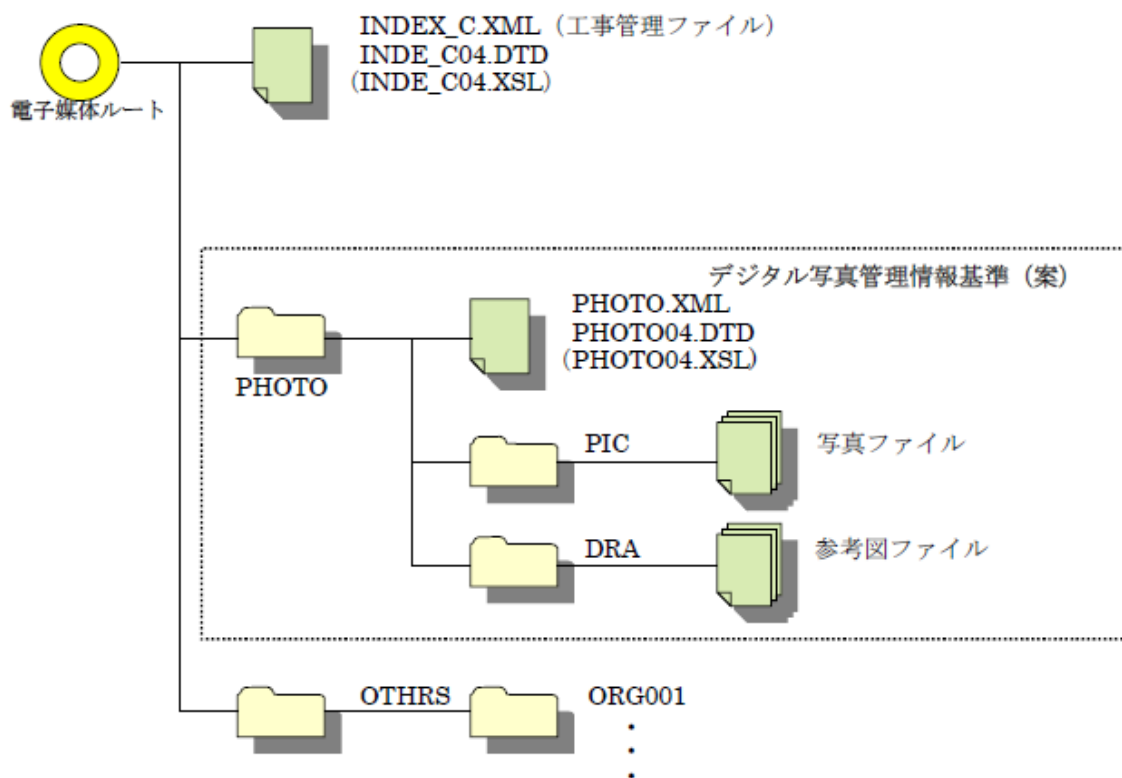 INDEX_C.XML（工事管理ファイル）
INDE_C04.DTD
（INDE_C04.XSL）
電子媒体ルート
デジタル写真管理情報基準（案）
PHOTO.XML
PHOTO04.DTD
（PHOTO04.XSL）
PHOTO
PIC
写真ファイル
DRA
参考図ファイル
OTHRS
ORG001
・
・
・